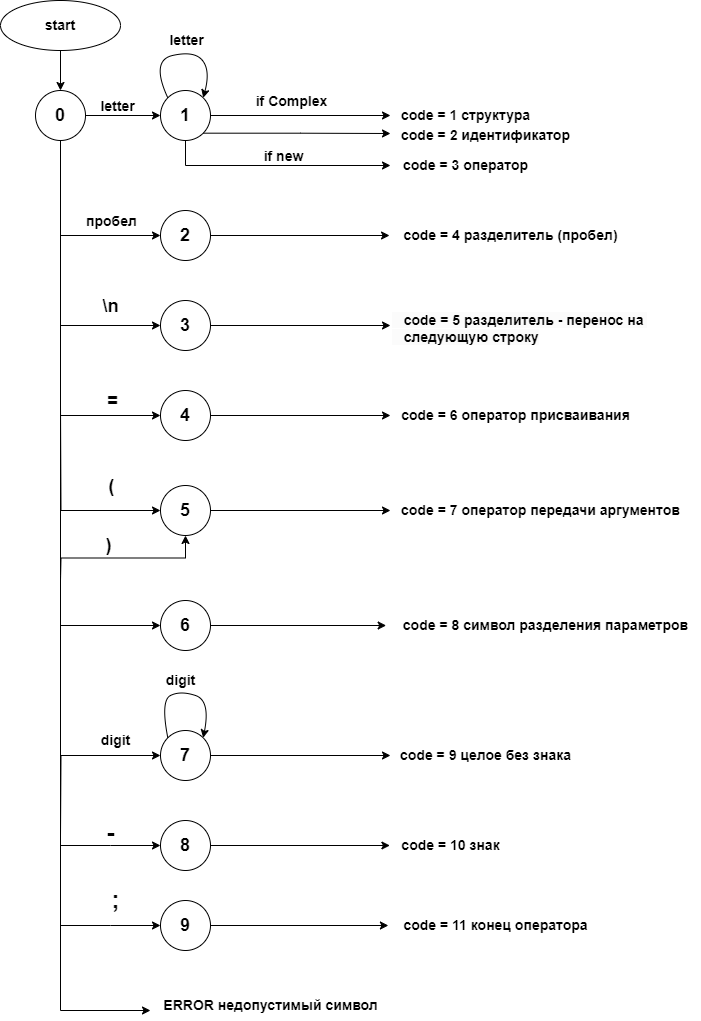 start
letter
0
letter
1
if Complex
code = 1 структура
code = 2 идентификатор
if new
code = 3 оператор
пробел
2
code = 4 разделитель (пробел)
\n
3
code = 5 разделитель - перенос на
следующую строку
=
4
code = 6 оператор присваивания
(
5
code = 7 оператор передачи аргументов
)
6
code = 8 символ разделения параметров
digit
digit
7
code = 9 целое без знака
-
8
code = 10 знак
;
9
code = 11 конец оператора
ERROR недопустимый символ